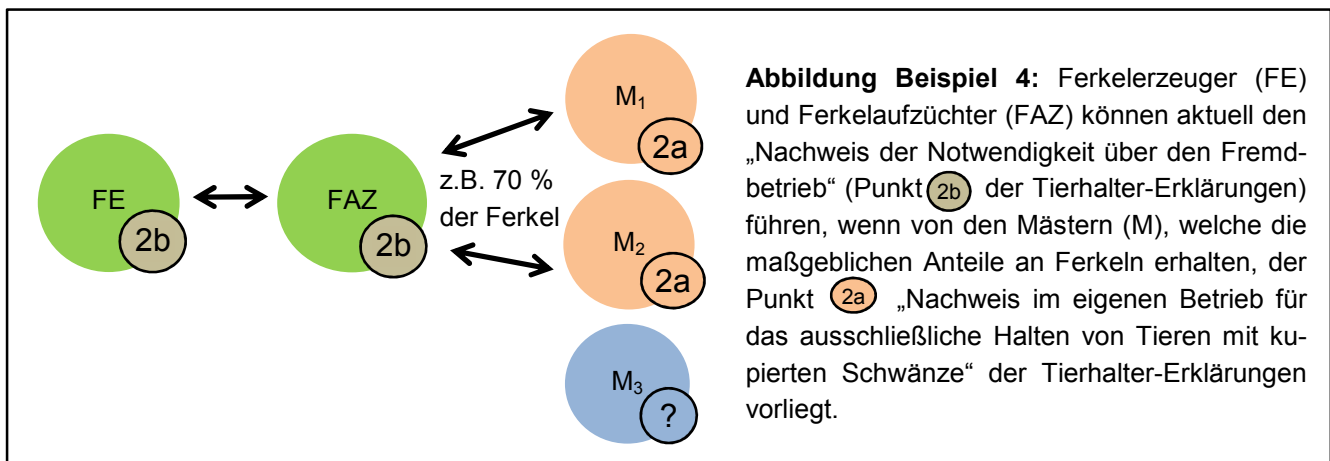 FE
2b
FAZ
2b
z.B. 70 %
der Ferkel
M1
2a
M2
2a
M3
?
Abbildung Beispiel 4: Ferkelerzeuger (FE)
und Ferkelaufzüchter (FAZ) können aktuell den
„Nachweis der Notwendigkeit über den Fremd-
betrieb“ (Punkt 2b der Tierhalter-Erklärungen)
führen, wenn von den Mästern (M), welche die
maßgeblichen Anteile an Ferkeln erhalten, der
Punkt 2a „Nachweis im eigenen Betrieb für
das ausschließliche Halten von Tieren mit ku-
pierten Schwänze“ der Tierhalter-Erklärungen
vorliegt.